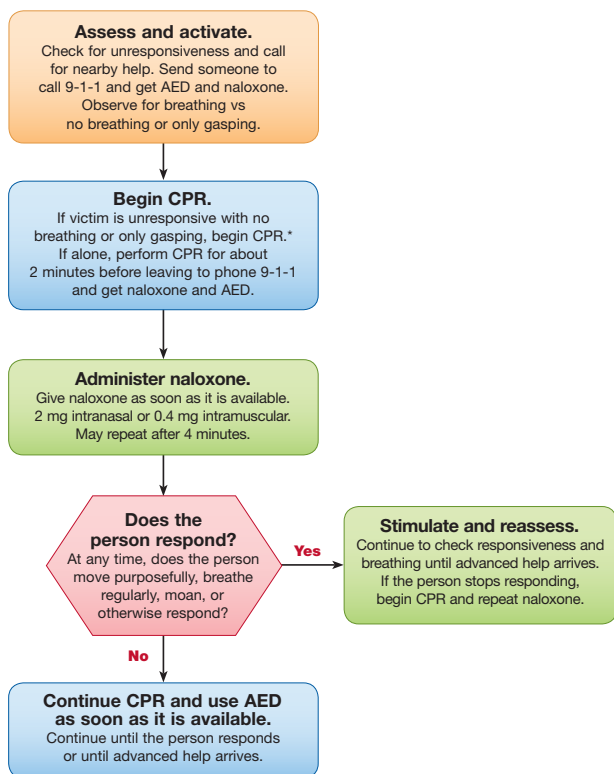 Assess and activate.
Check for unresponsiveness and call
for nearby help. Send someone to
call 9-1-1 and get AED and naloxone.
Observe for breathing vs
no breathing or only gasping.
Begin CPR.
If victim is unresponsive with no
breathing or only gasping, begin CPR.*
If alone, perform CPR for about
2 minutes before leaving to phone 9-1-1
and get naloxone and AED.
Administer naloxone.
Give naloxone as soon as it is available.
2 mg intranasal or 0.4 mg intramuscular.
May repeat after 4 minutes.
Does the
person respond?
At any time, does the person
move purposefully, breathe
regularly, moan, or
otherwise respond?
Yes
Stimulate and reassess.
Continue to check responsiveness and
breathing until advanced help arrives.
If the person stops responding,
begin CPR and repeat naloxone.
No
Continue CPR and use AED
as soon as it is available.
Continue until the person responds
or until advanced help arrives.